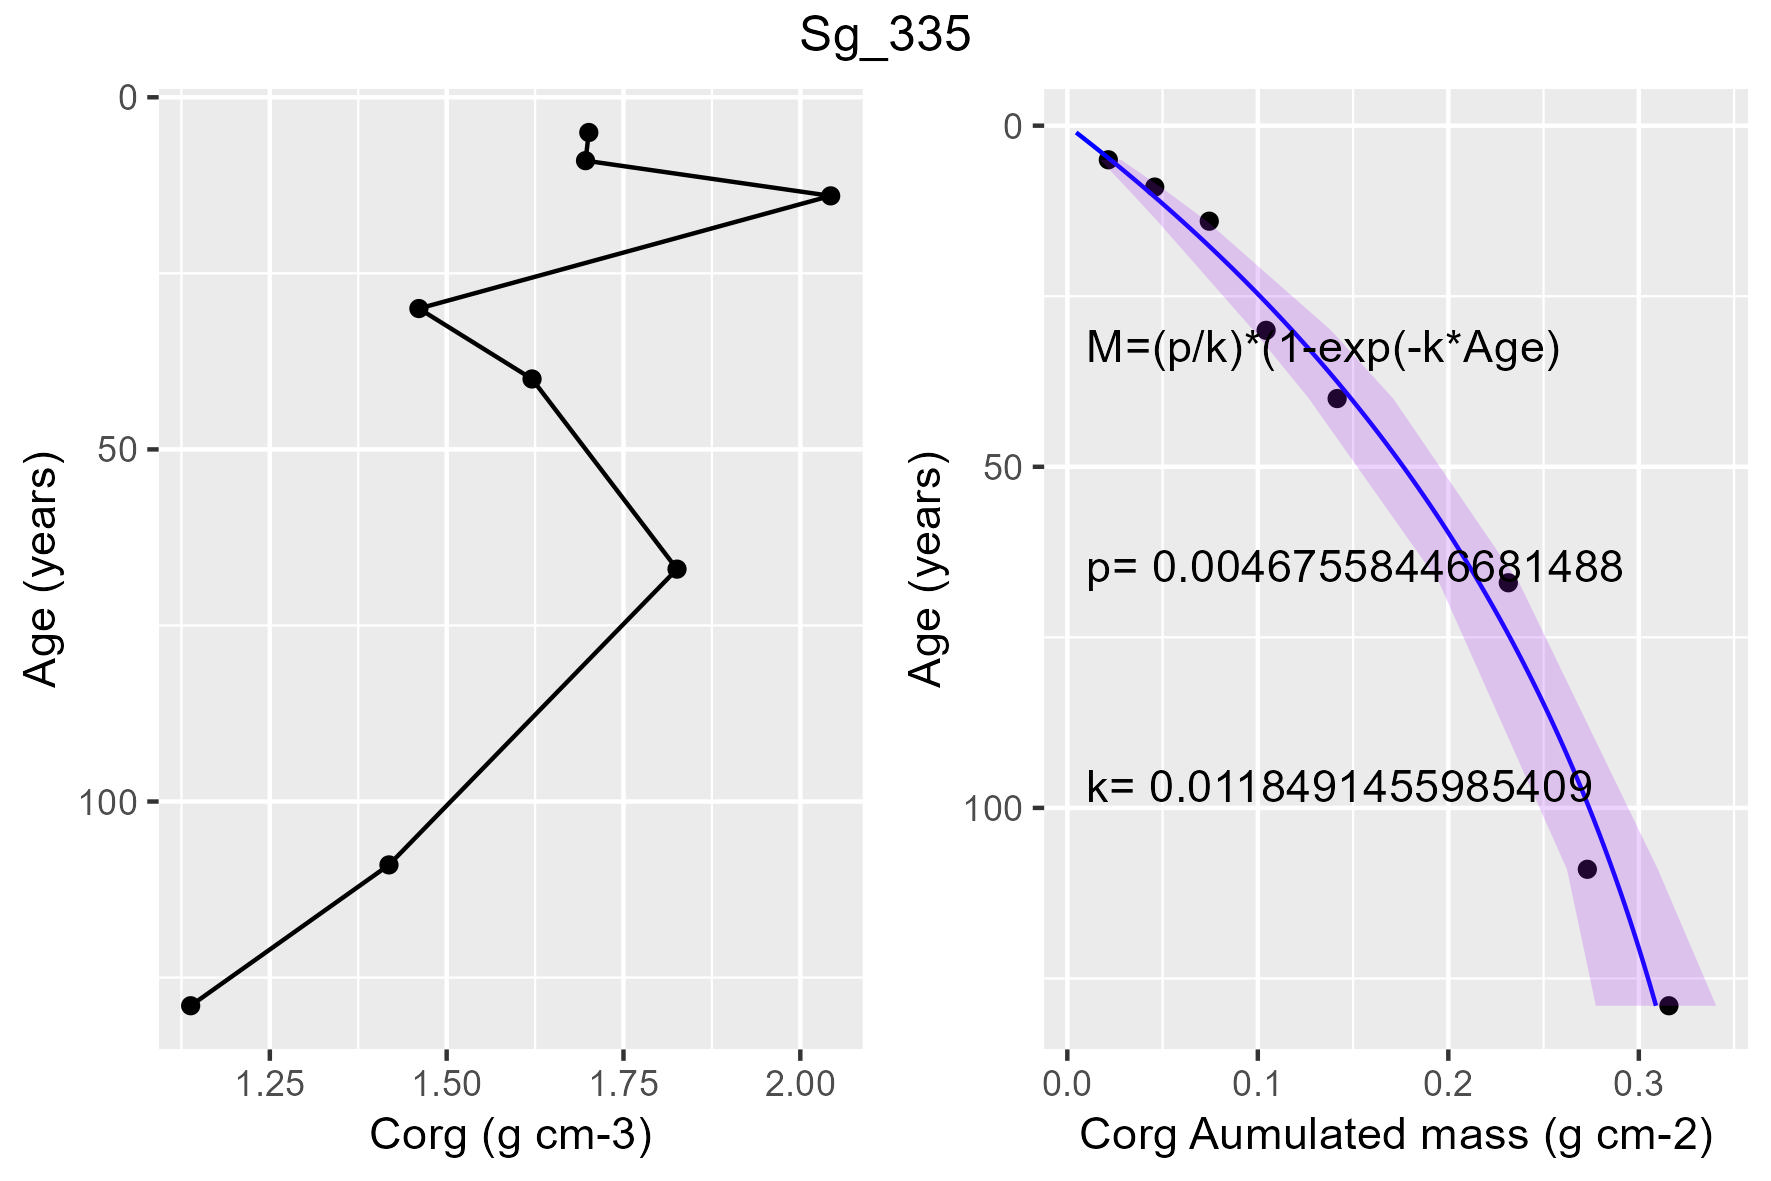 Sg_335
0
50
100
Age (years)
1.25 1.50 1.75 2.00
Corg (g cm-3)
0
50
100
Age (years)
M=(p/k)*(1-exp(-k*Age)
p= 0.00467558446681488
k= 0.0118491455985409
0.0 0.1 0.2 0.3
Corg Aumulated mass (g cm-2)